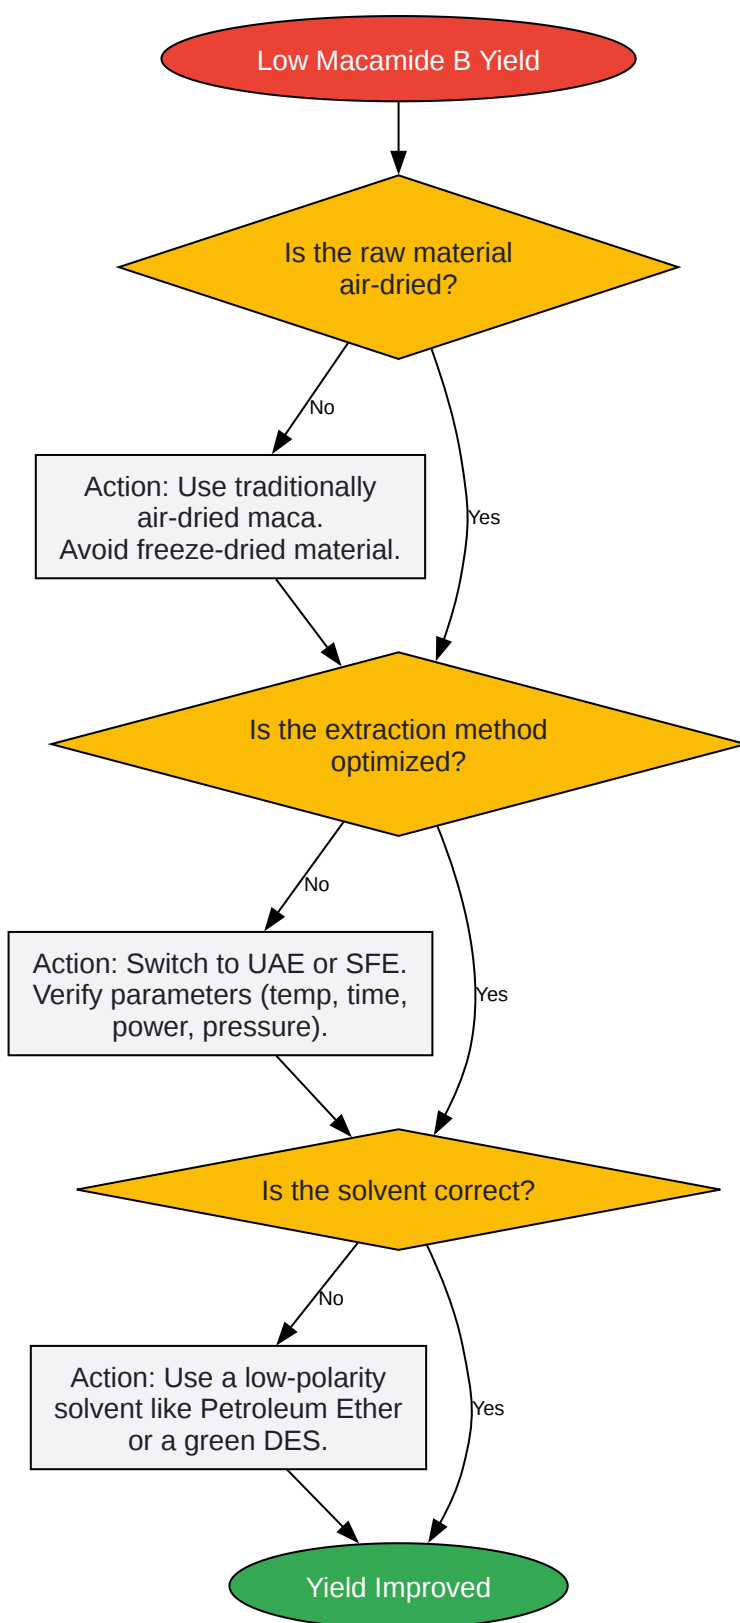 Low Macamide B Yield
Is the raw material
air-dried?
No
Yes
Action: Use traditionally
air-dried maca.
Avoid freeze-dried material.
Is the extraction method
optimized?
No
Yes
Action: Switch to UAE or SFE.
Verify parameters (temp, time,
power, pressure).
Is the solvent correct?
No
Yes
Action: Use a low-polarity
solvent like Petroleum Ether
or a green DES.
Yield Improved